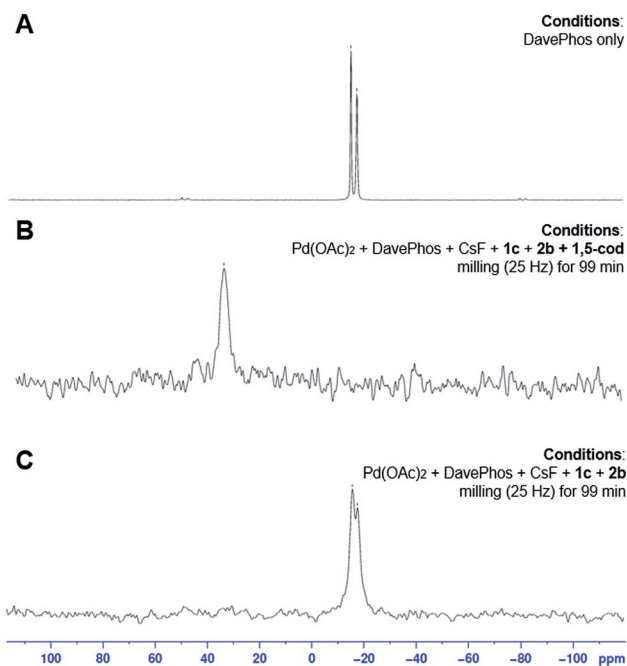 A
Conditions:
DavePhos only
B
Conditions:
Pd(OAc)₂ + DavePhos + CsF + 1c + 2b + 1,5-cod
milling (25 Hz) for 99 min
C
Conditions:
Pd(OAc)₂ + DavePhos + CsF + 1c + 2b
milling (25 Hz) for 99 min
100 80 60 40 20 0 −20 −40 −60 −80 −100 ppm